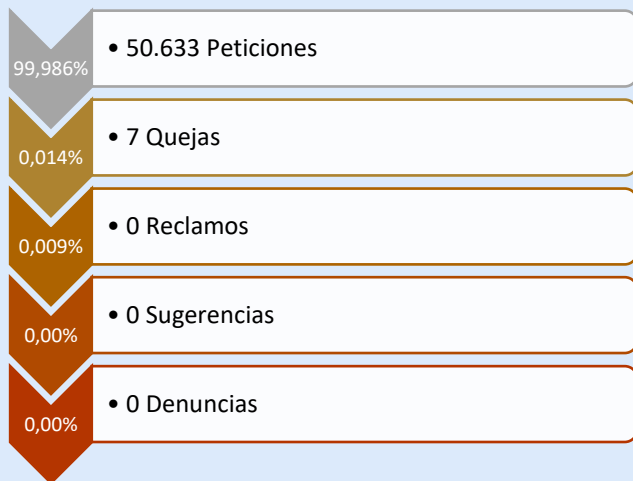 99,986%
• 50.633 Peticiones
0,014%
• 7 Quejas
0,009%
• 0 Reclamos
0,00%
• 0 Sugerencias
0,00%
• 0 Denuncias